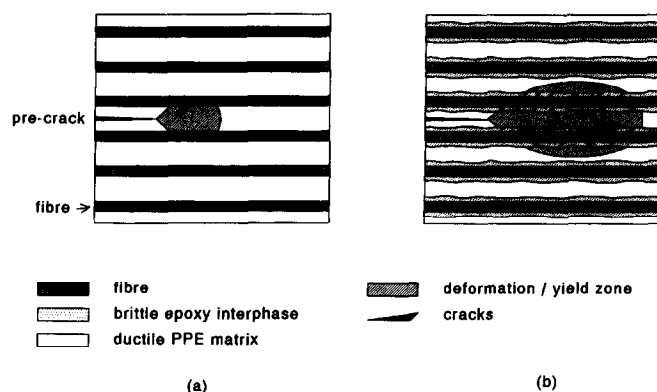 pre-crack
fibre
fibre
brittle epoxy interphase
ductile PPE matrix
deformation / yield zone
cracks
(a)
(b)